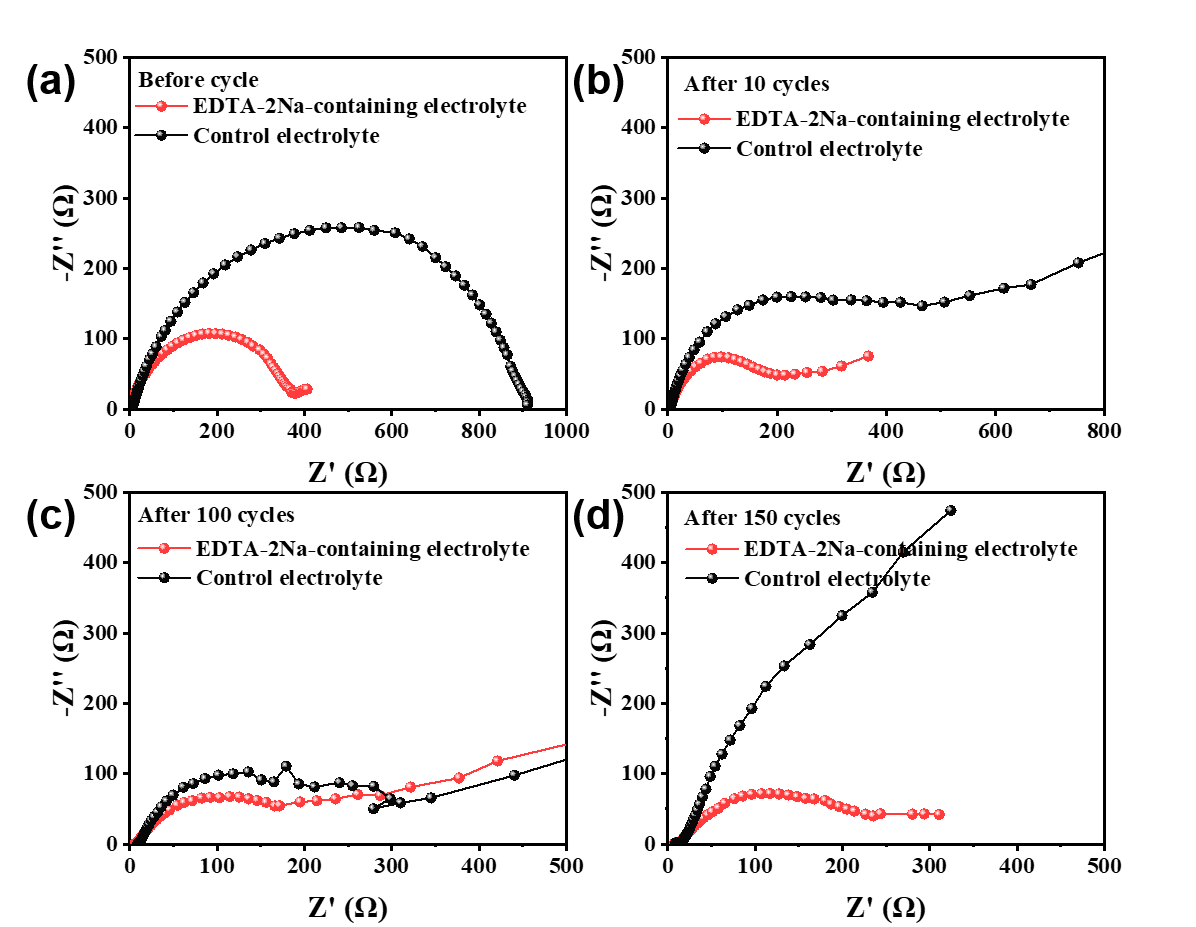 (a)
Before cycle
EDTA-2Na-containing electrolyte
Control electrolyte
500
400
300
200
100
0
-Z'' (Ω)
0 200 400 600 800 1000
Z' (Ω)
(b)
After 10 cycles
EDTA-2Na-containing electrolyte
Control electrolyte
500
400
300
200
100
0
-Z'' (Ω)
0 200 400 600 800
Z' (Ω)
(c)
After 100 cycles
EDTA-2Na-containing electrolyte
Control electrolyte
500
400
300
200
100
0
-Z'' (Ω)
0 100 200 300 400 500
Z' (Ω)
(d)
After 150 cycles
EDTA-2Na-containing electrolyte
Control electrolyte
500
400
300
200
100
0
-Z'' (Ω)
0 100 200 300 400 500
Z' (Ω)